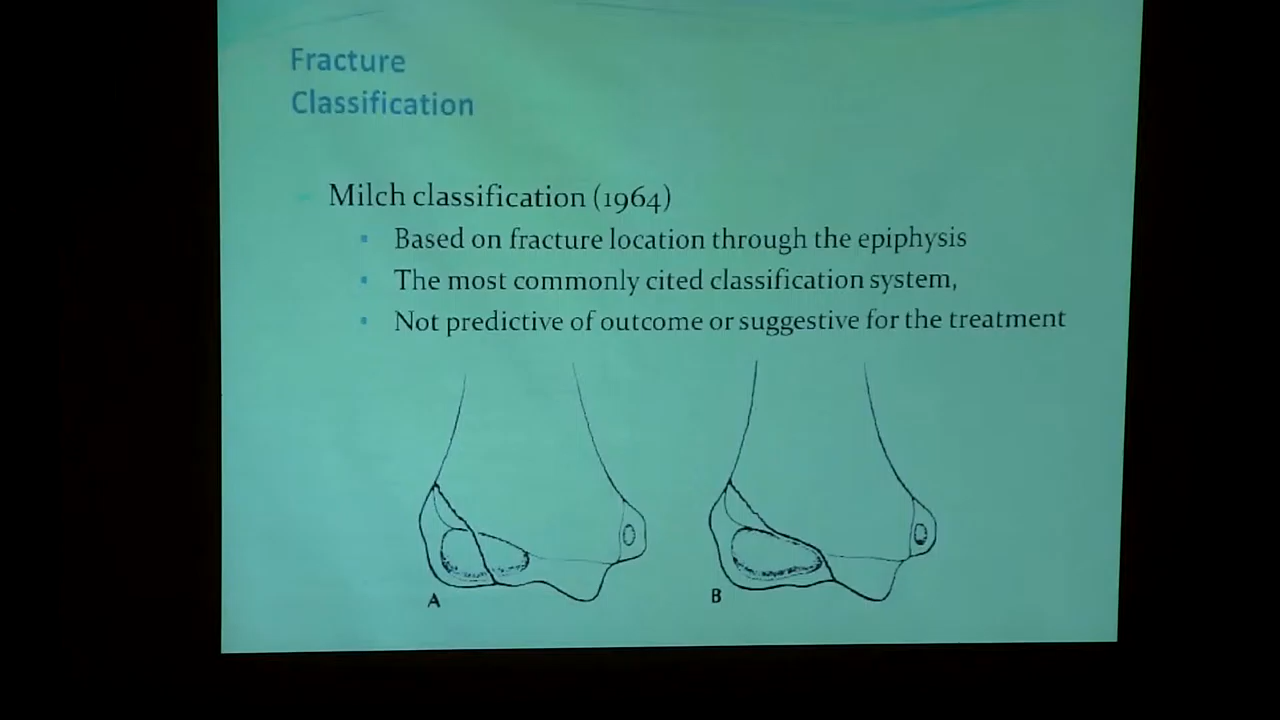 Fracture
Classification
Milch classification (1964)
Based on fracture location through the epiphysis
The most commonly cited classification system,
Not predictive of outcome or suggestive for the treatment
A
B